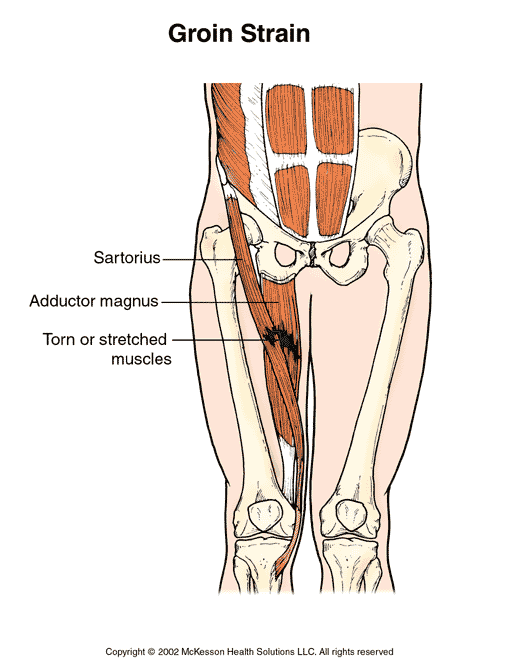 Groin Strain
Sartorius
Adductor magnus
Torn or stretched
muscles
Copyright © 2002 McKesson Health Solutions LLC. All rights reserved